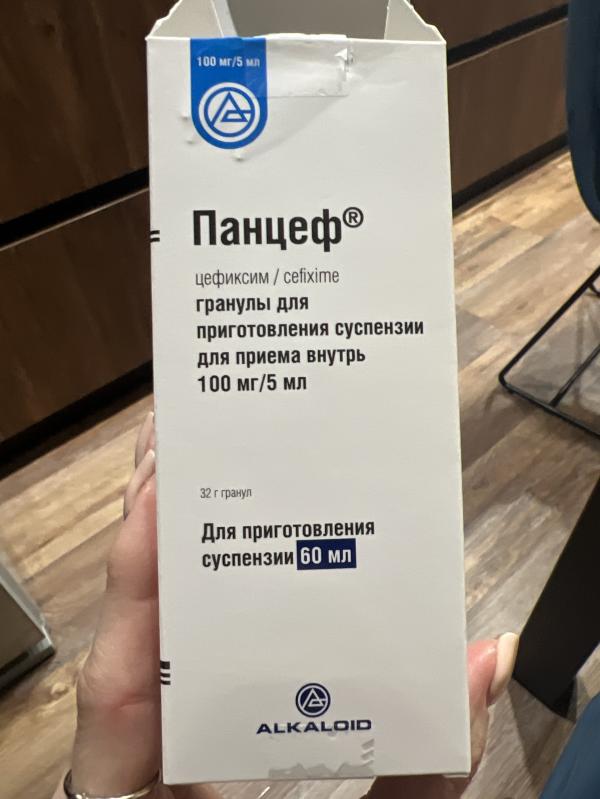 100 мг/5 мл
Панцеф®
цефиксим / cefixime
гранулы для
приготовления суспензии
для приема внутрь
100 мг/5 мл
32 г гранул
Для приготовления
суспензии 60 мл
ALKALOID